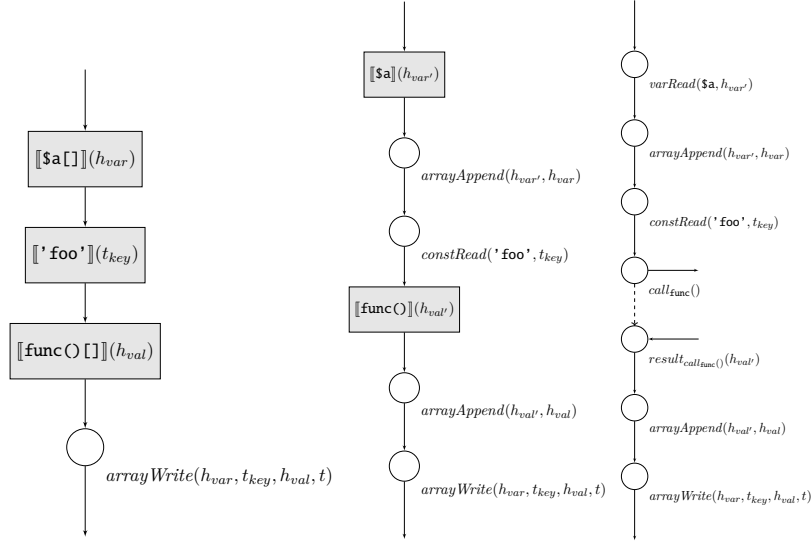 ⟦$a[]⟧(h_var)
⟦'foo'⟧(t_key)
⟦func()[]⟧(h_val)
arrayWrite(h_var, t_key, h_val, t)
⟦$a⟧(h_var′)
arrayAppend(h_var′, h_var)
constRead('foo', t_key)
⟦func()⟧(h_val′)
arrayAppend(h_val′, h_val)
arrayWrite(h_var, t_key, h_val, t)
varRead($a, h_var′)
arrayAppend(h_var′, h_var)
constRead('foo', t_key)
call_func()
result_call_func()(h_val′)
arrayAppend(h_val′, h_val)
arrayWrite(h_var, t_key, h_val, t)